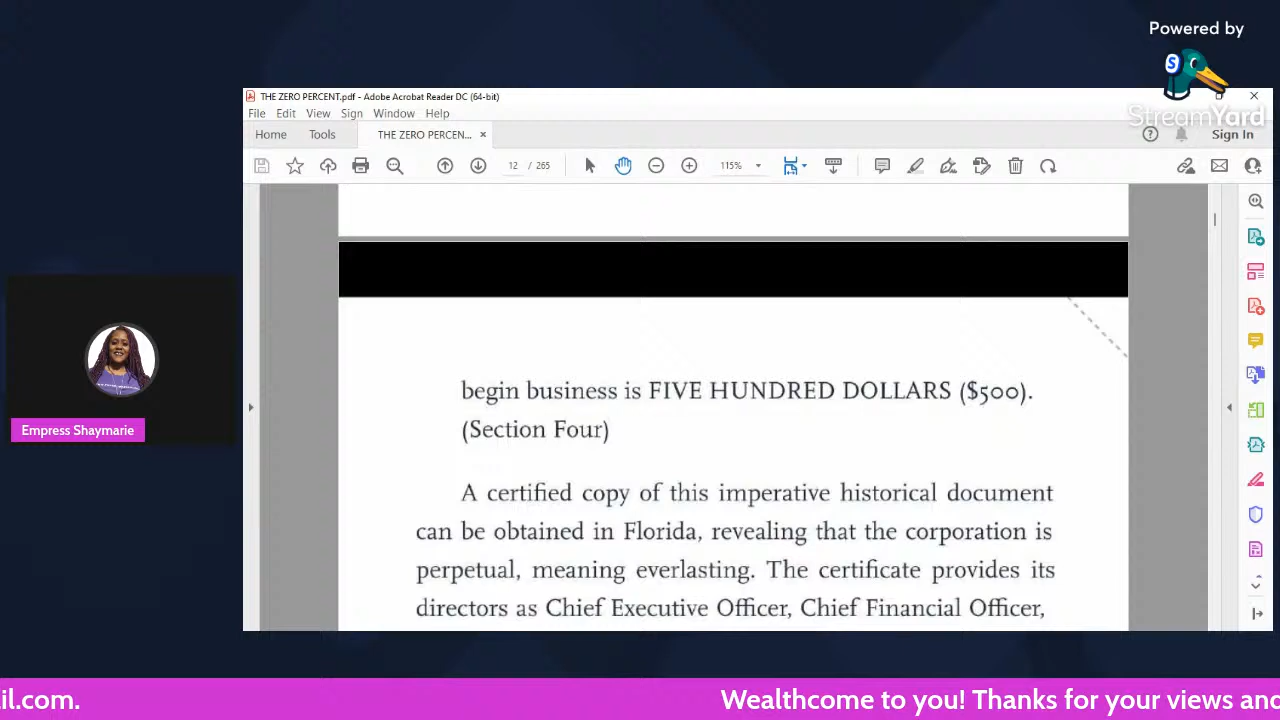 Powered by
S
StreamYard
THE ZERO PERCENT.pdf - Adobe Acrobat Reader DC (64-bit)
File Edit View Sign Window Help
Home Tools THE ZERO PERCEN... ×
Sign In
12 / 265
115%
begin business is FIVE HUNDRED DOLLARS ($500).
(Section Four)
A certified copy of this imperative historical document
can be obtained in Florida, revealing that the corporation is
perpetual, meaning everlasting. The certificate provides its
directors as Chief Executive Officer, Chief Financial Officer,
Empress Shaymarie
il.com. Wealthcome to you! Thanks for your views and